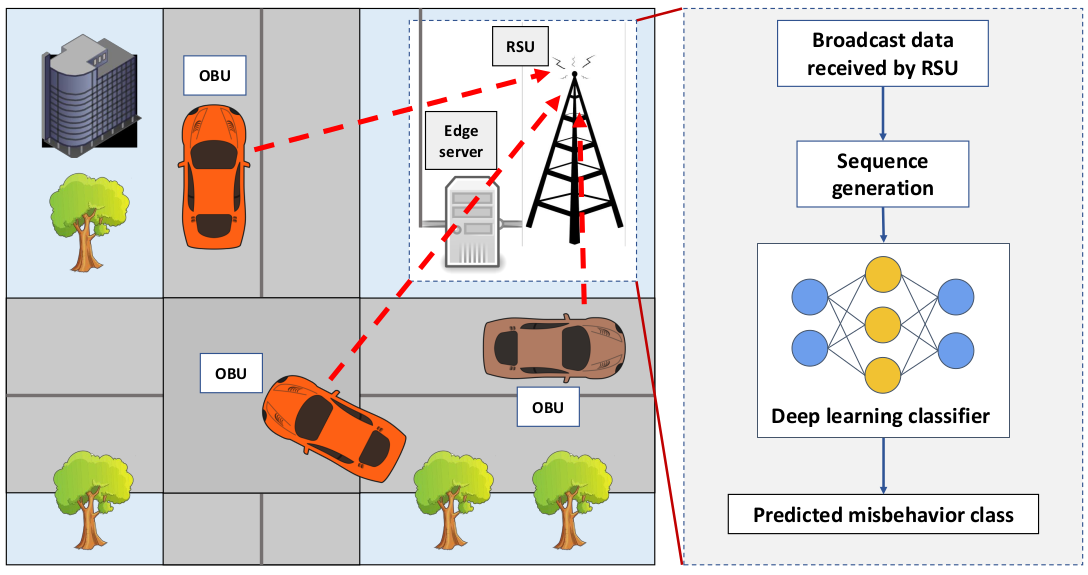 OBU
RSU
Edge
server
OBU
OBU
Broadcast data
received by RSU
Sequence
generation
Deep learning classifier
Predicted misbehavior class